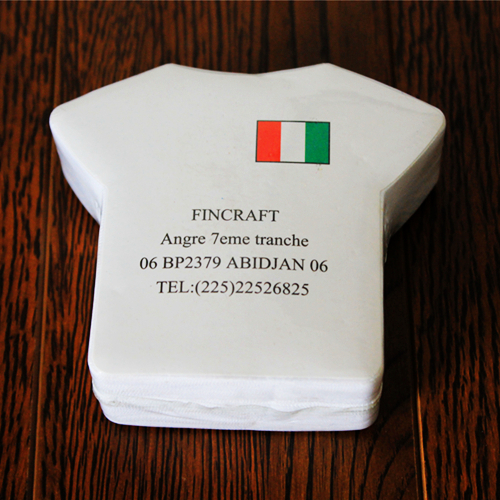 FINCRAFT
Angre 7eme tranche
06 BP2379 ABIDJAN 06
TEL:(225)22526825